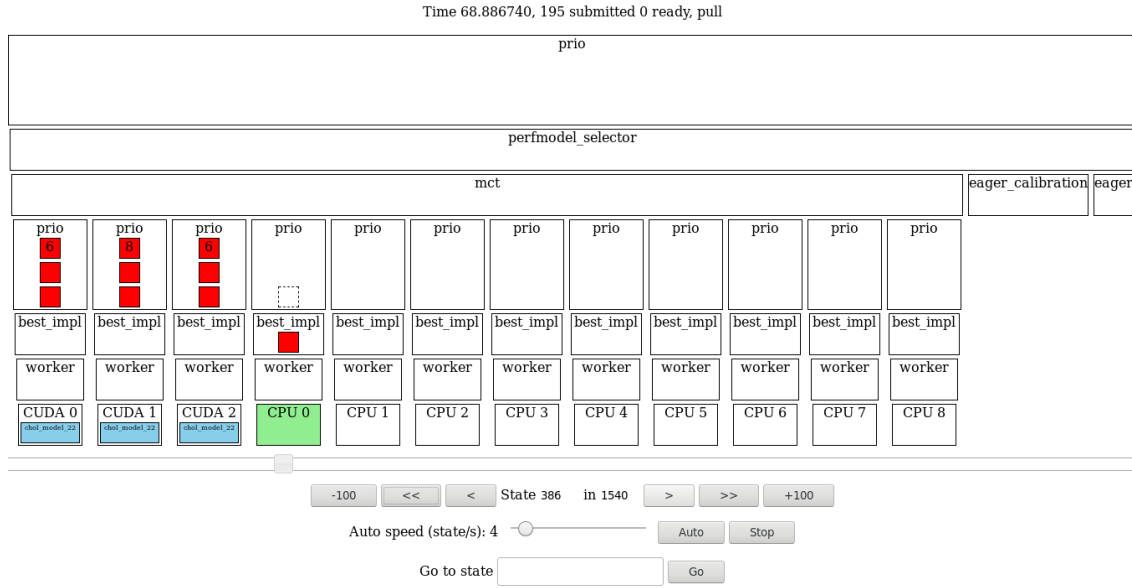 Time 68.886740, 195 submitted 0 ready, pull
prio
perfmodel_selector
mct eager_calibration eager
prio prio prio prio prio prio prio prio prio prio prio prio
6 8 6
best_impl best_impl best_impl best_impl best_impl best_impl best_impl best_impl best_impl best_impl best_impl best_impl
worker worker worker worker worker worker worker worker worker worker worker worker
CUDA 0 CUDA 1 CUDA 2 CPU 0 CPU 1 CPU 2 CPU 3 CPU 4 CPU 5 CPU 6 CPU 7 CPU 8
chol_model_22 chol_model_22 chol_model_22
-100 << < State 386 in 1540 > >> +100
Auto speed (state/s): 4 Auto Stop
Go to state Go